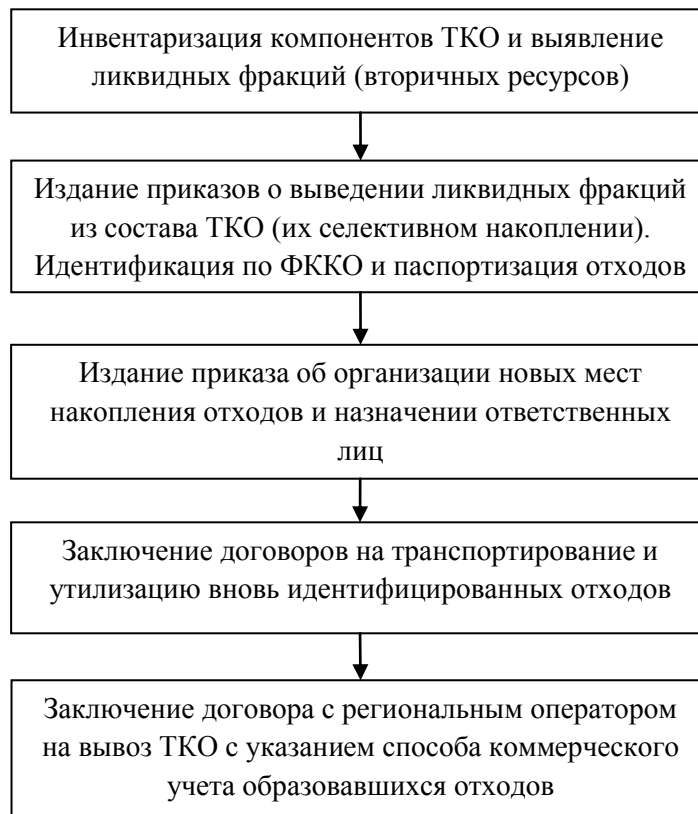 Инвентаризация компонентов ТКО и выявление
ликвидных фракций (вторичных ресурсов)
Издание приказов о выведении ликвидных фракций
из состава ТКО (их селективном накоплении).
Идентификация по ФККО и паспортизация отходов
Издание приказа об организации новых мест
накопления отходов и назначении ответственных
лиц
Заключение договоров на транспортирование и
утилизацию вновь идентифицированных отходов
Заключение договора с региональным оператором
на вывоз ТКО с указанием способа коммерческого
учета образовавшихся отходов